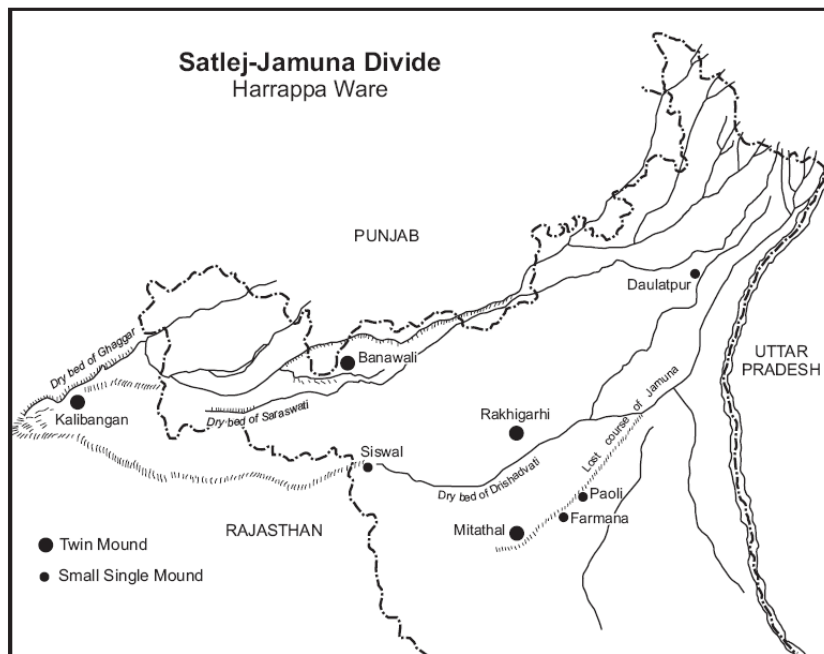 Satlej-Jamuna Divide
Harrappa Ware
PUNJAB
Daulatpur
UTTAR
PRADESH
Dry bed of Ghaggar
Banawali
Kalibangan
Dry bed of Saraswati
Rakhigarhi
Lost course of Jamuna
Siswal
Dry bed of Drishadvati
Paoli
Farmana
Mitathal
RAJASTHAN
Twin Mound
Small Single Mound